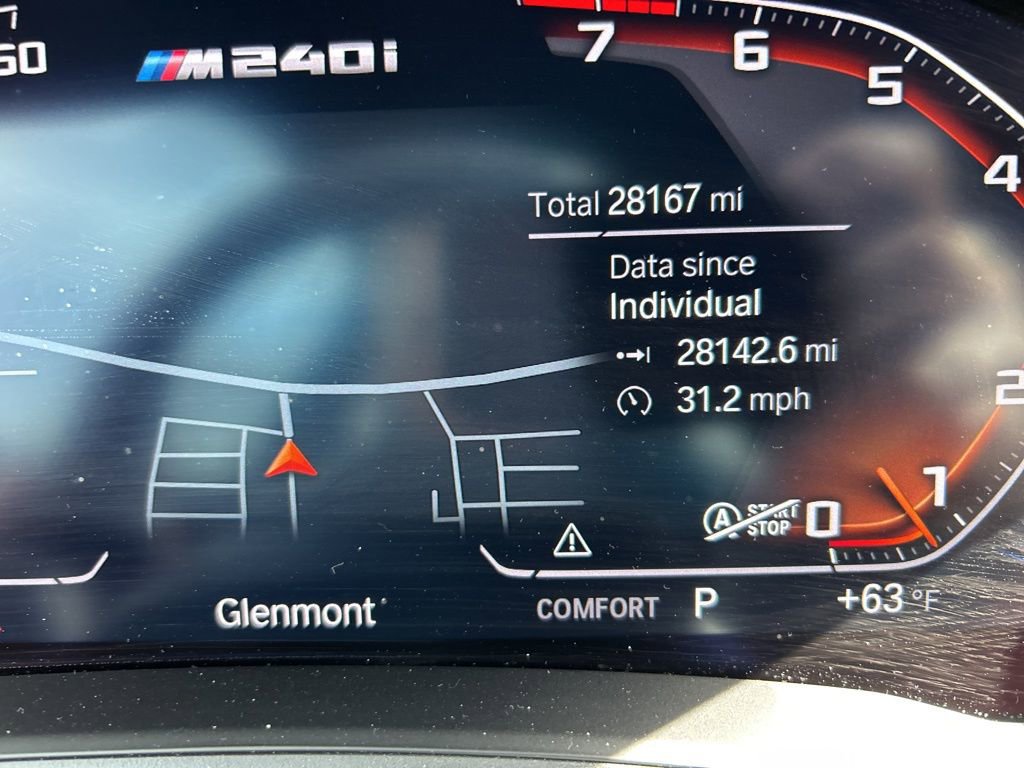 60
M240i
7
6
5
4
Total 28167 mi
Data since
Individual
28142.6 mi
31.2 mph
2
1
A START
STOP
0
Glenmont
COMFORT P
+63 °F